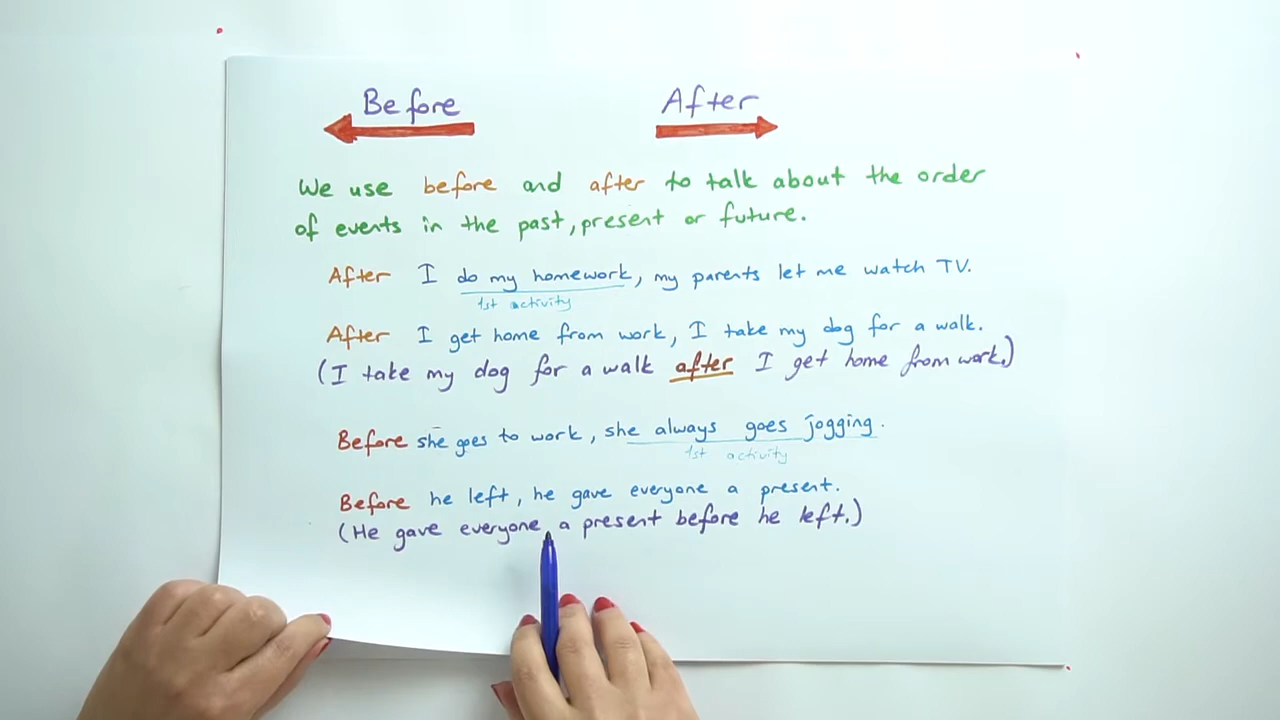 Before After
We use before and after to talk about the order
of events in the past, present or future.
After I do my homework, my parents let me watch TV.
1st activity
After I get home from work, I take my dog for a walk.
(I take my dog for a walk after I get home from work.)
Before she goes to work, she always goes jogging.
1st activity
Before he left, he gave everyone a present.
(He gave everyone a present before he left.)